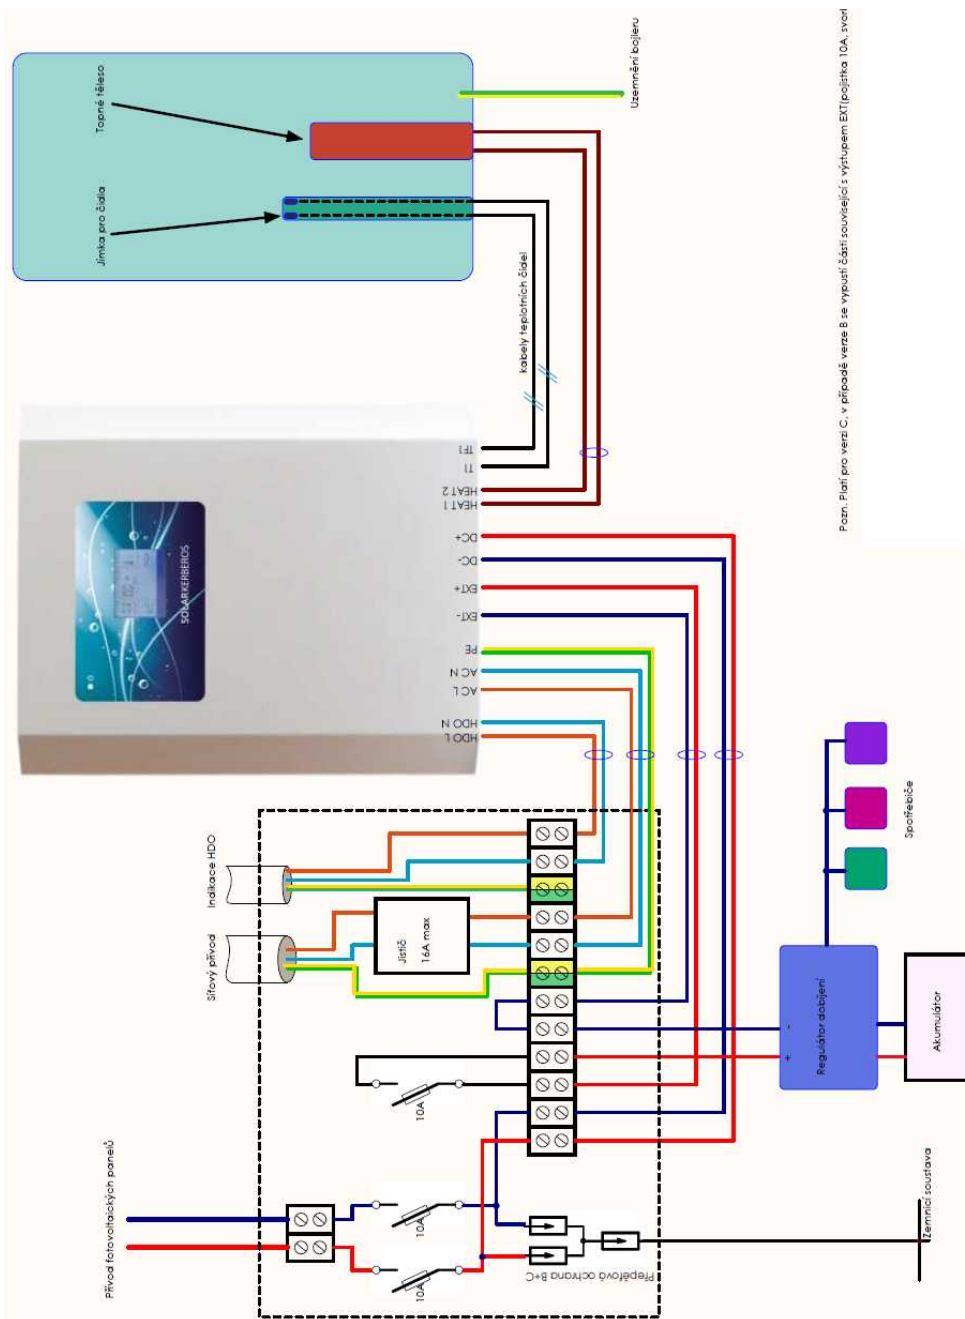 Topné těleso
Jímka pro čidla
Uzemnění bojleru
kabely teplotních čidel
Pozn. Platí pro verzi C, v případě verze B se vypustí části související s výstupem EXT(pojistka 10A, svorl
SOLARKERBEROS
TF1
T1
HEAT 2
HEAT 1
DC+
DC-
EXT+
EXT-
PE
AC N
AC L
HDO N
HDO L
Indikace HDO
Síťový přívod
Jistič
16A max
10A
Přívod fotovoltaických panelů
10A
10A
Přepěťová ochrana B+C
Spotřebiče
Regulátor dobíjení
+
-
Akumulátor
Zemnící soustava